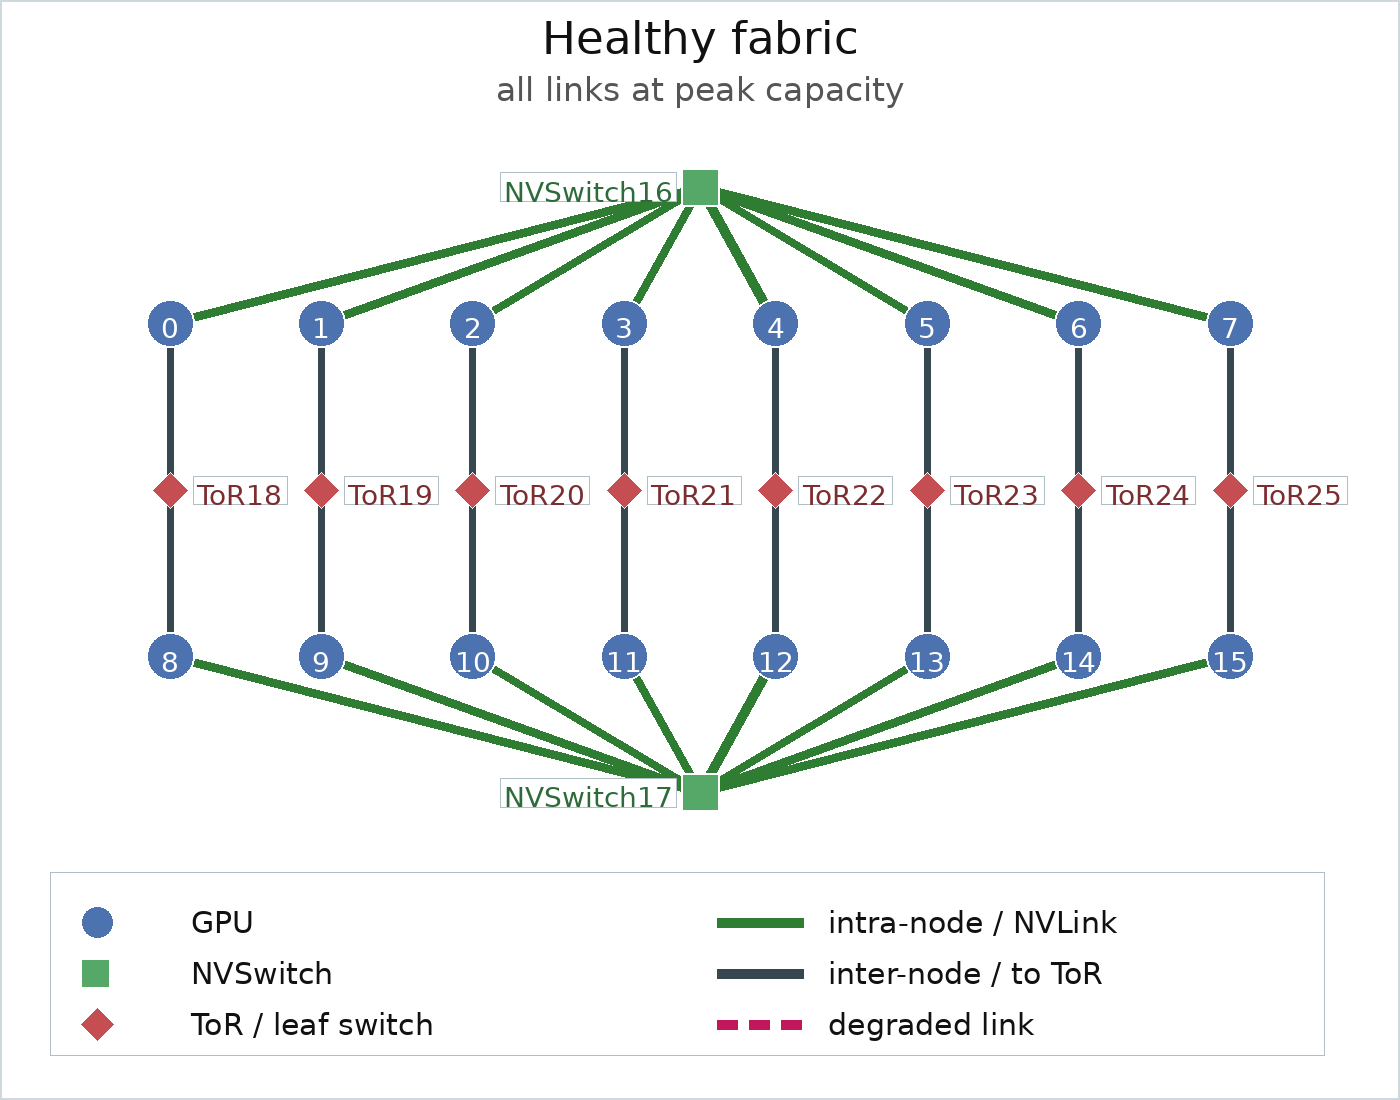 Healthy fabric
all links at peak capacity
NVSwitch16
0 1 2 3 4 5 6 7
ToR18 ToR19 ToR20 ToR21 ToR22 ToR23 ToR24 ToR25
8 9 10 11 12 13 14 15
NVSwitch17
GPU
NVSwitch
ToR / leaf switch
intra-node / NVLink
inter-node / to ToR
degraded link